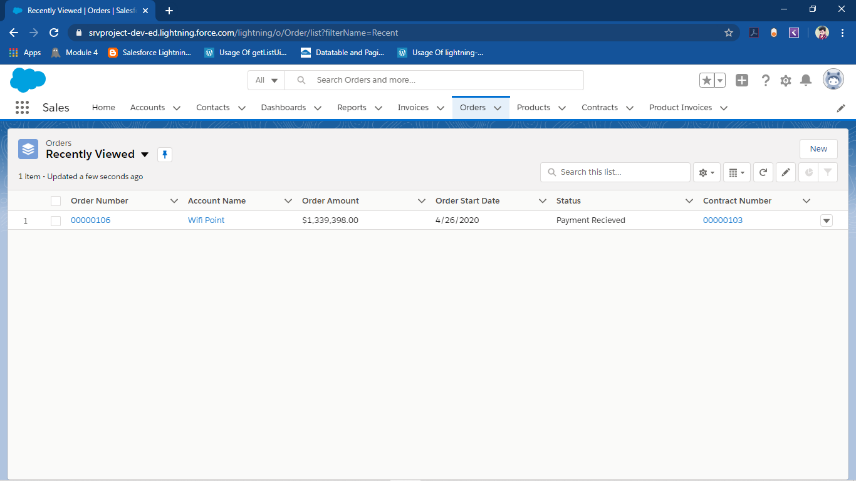 Recently Viewed | Orders | Salesf
srvproject-dev-ed.lightning.force.com/lightning/o/Order/list?filterName=Recent
Apps Module 4 Salesforce Lightnin... Usage Of getListUi... Datatable and Pagi... Usage Of lightning-...
All Search Orders and more...
Sales Home Accounts Contacts Dashboards Reports Invoices Orders Products Contracts Product Invoices
Orders
Recently Viewed
New
1 item • Updated a few seconds ago
Search this list...
Order Number Account Name Order Amount Order Start Date Status Contract Number
1 00000106 Wifi Point $1,339,398.00 4/26/2020 Payment Recieved 00000103